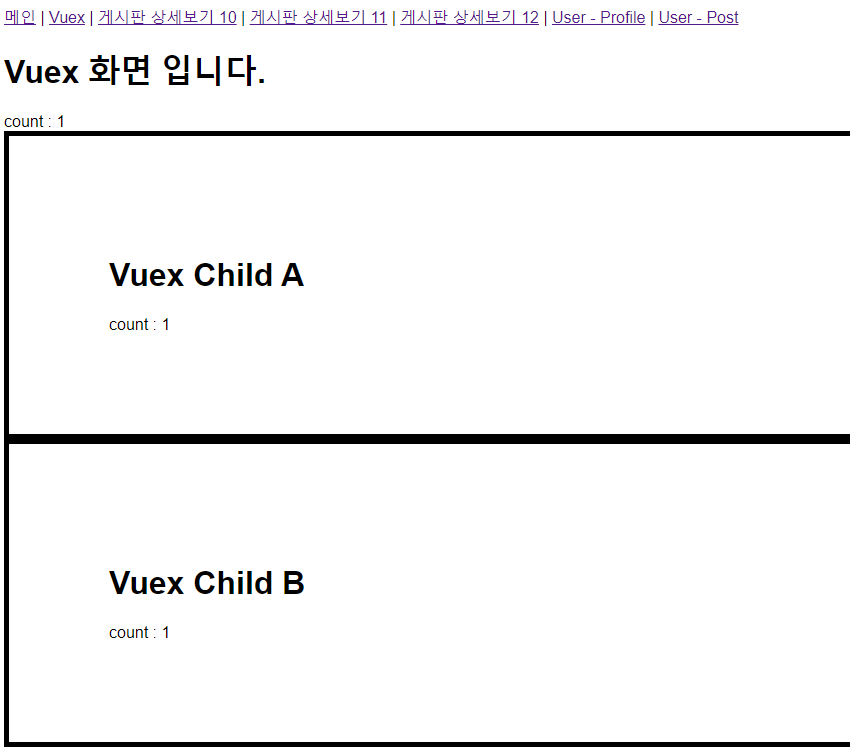 메인 | Vuex | 게시판 상세보기 10 | 게시판 상세보기 11 | 게시판 상세보기 12 | User - Profile | User - Post
Vuex 화면 입니다.
count : 1
Vuex Child A
count : 1
Vuex Child B
count : 1